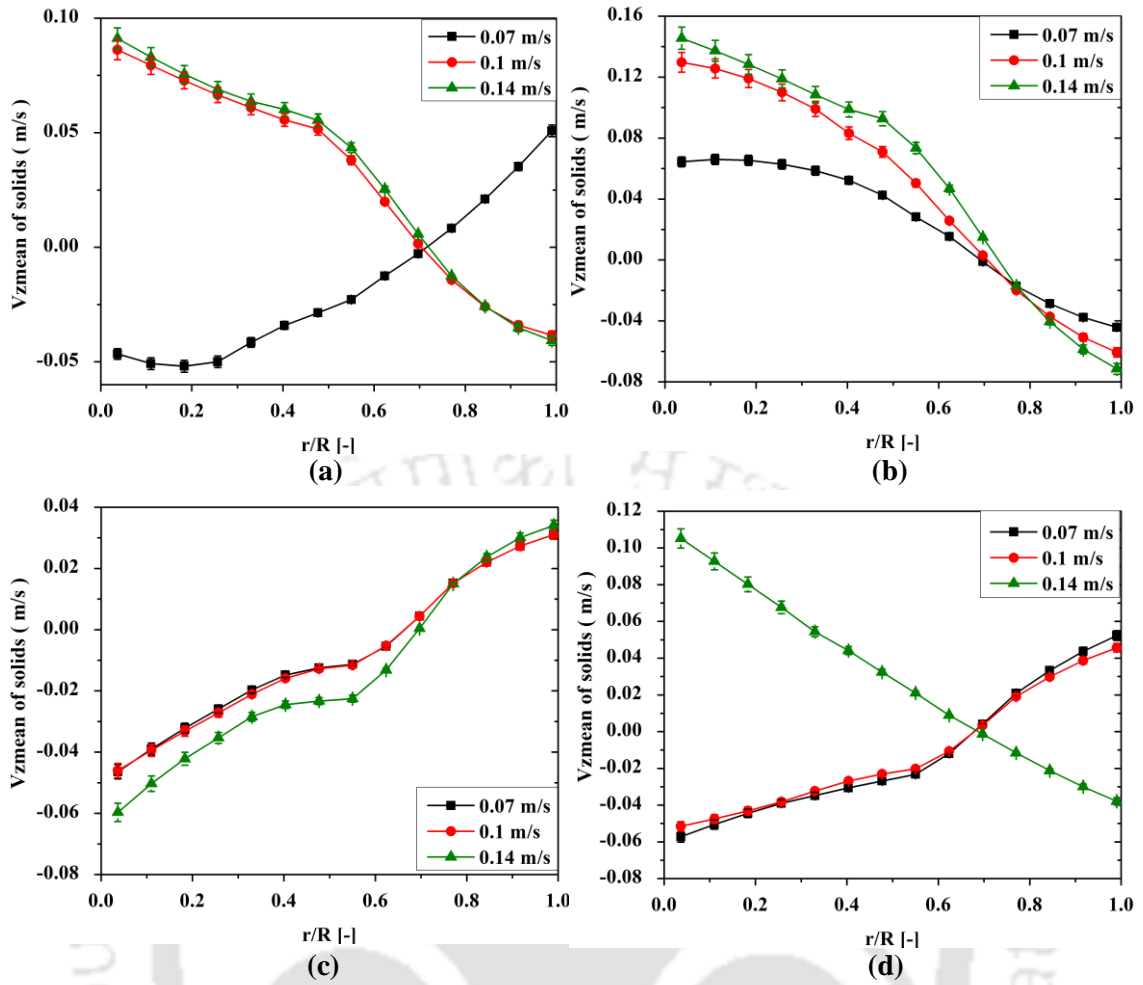 0.10
0.05
0.00
-0.05
Vzmean of solids ( m/s )
0.07 m/s
0.1 m/s
0.14 m/s
0.0 0.2 0.4 0.6 0.8 1.0
r/R [-]
(a)
0.16
0.12
0.08
0.04
0.00
-0.04
-0.08
Vzmean of solids ( m/s )
0.07 m/s
0.1 m/s
0.14 m/s
0.0 0.2 0.4 0.6 0.8 1.0
r/R [-]
(b)
0.04
0.02
0.00
-0.02
-0.04
-0.06
-0.08
Vzmean of solids ( m/s )
0.07 m/s
0.1 m/s
0.14 m/s
0.0 0.2 0.4 0.6 0.8 1.0
r/R [-]
(c)
0.12
0.10
0.08
0.06
0.04
0.02
0.00
-0.02
-0.04
-0.06
-0.08
Vzmean of solids ( m/s )
0.07 m/s
0.1 m/s
0.14 m/s
0.0 0.2 0.4 0.6 0.8 1.0
r/R [-]
(d)